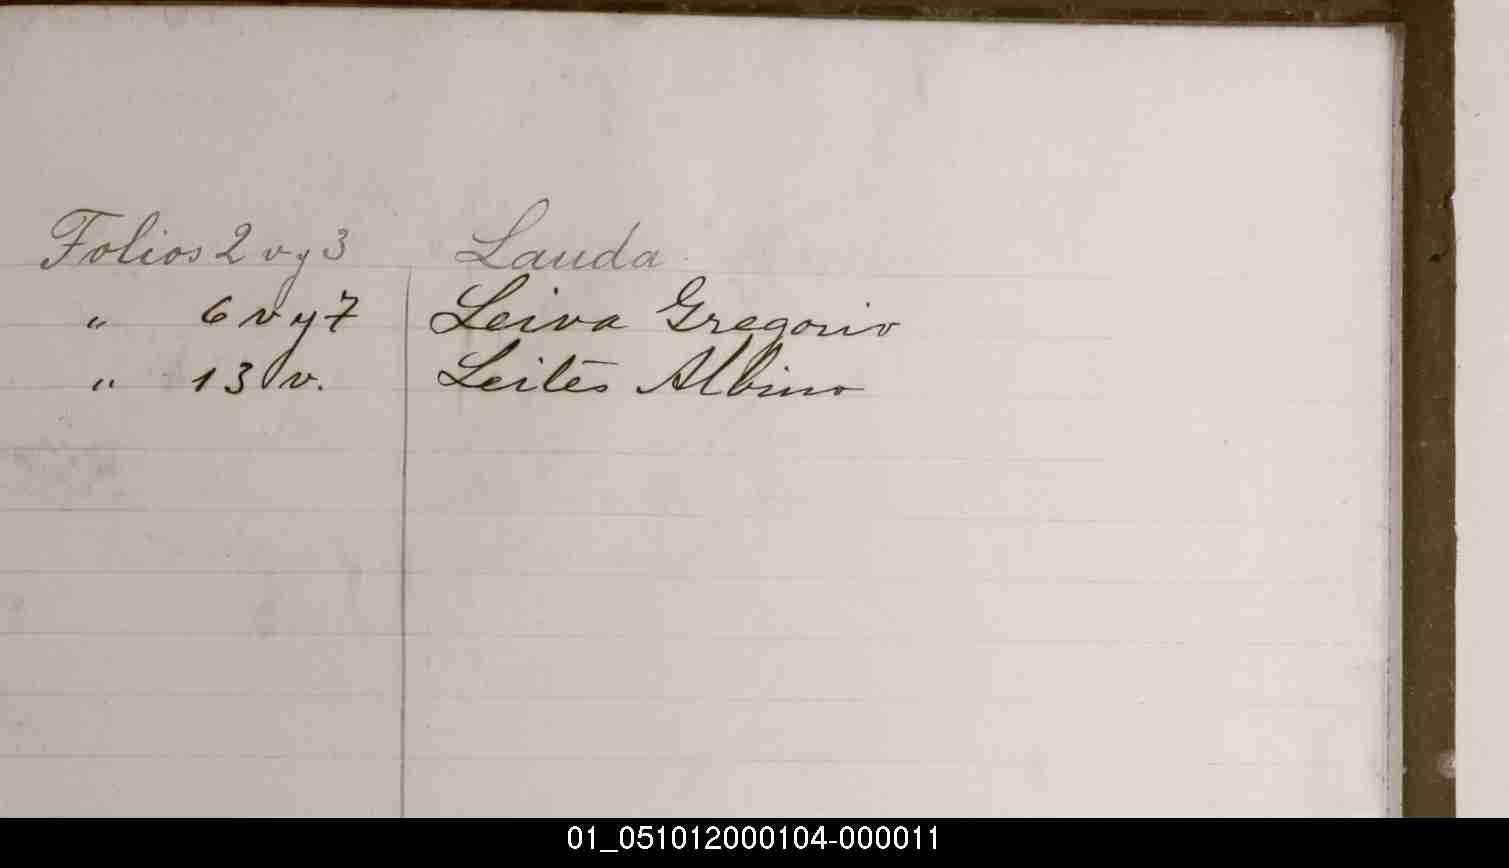 Folios 2 v y 3 Lauda
" 6 v y 7 Leiva Gregorio
" 13 v. Leites Albino
01_051012000104-000011